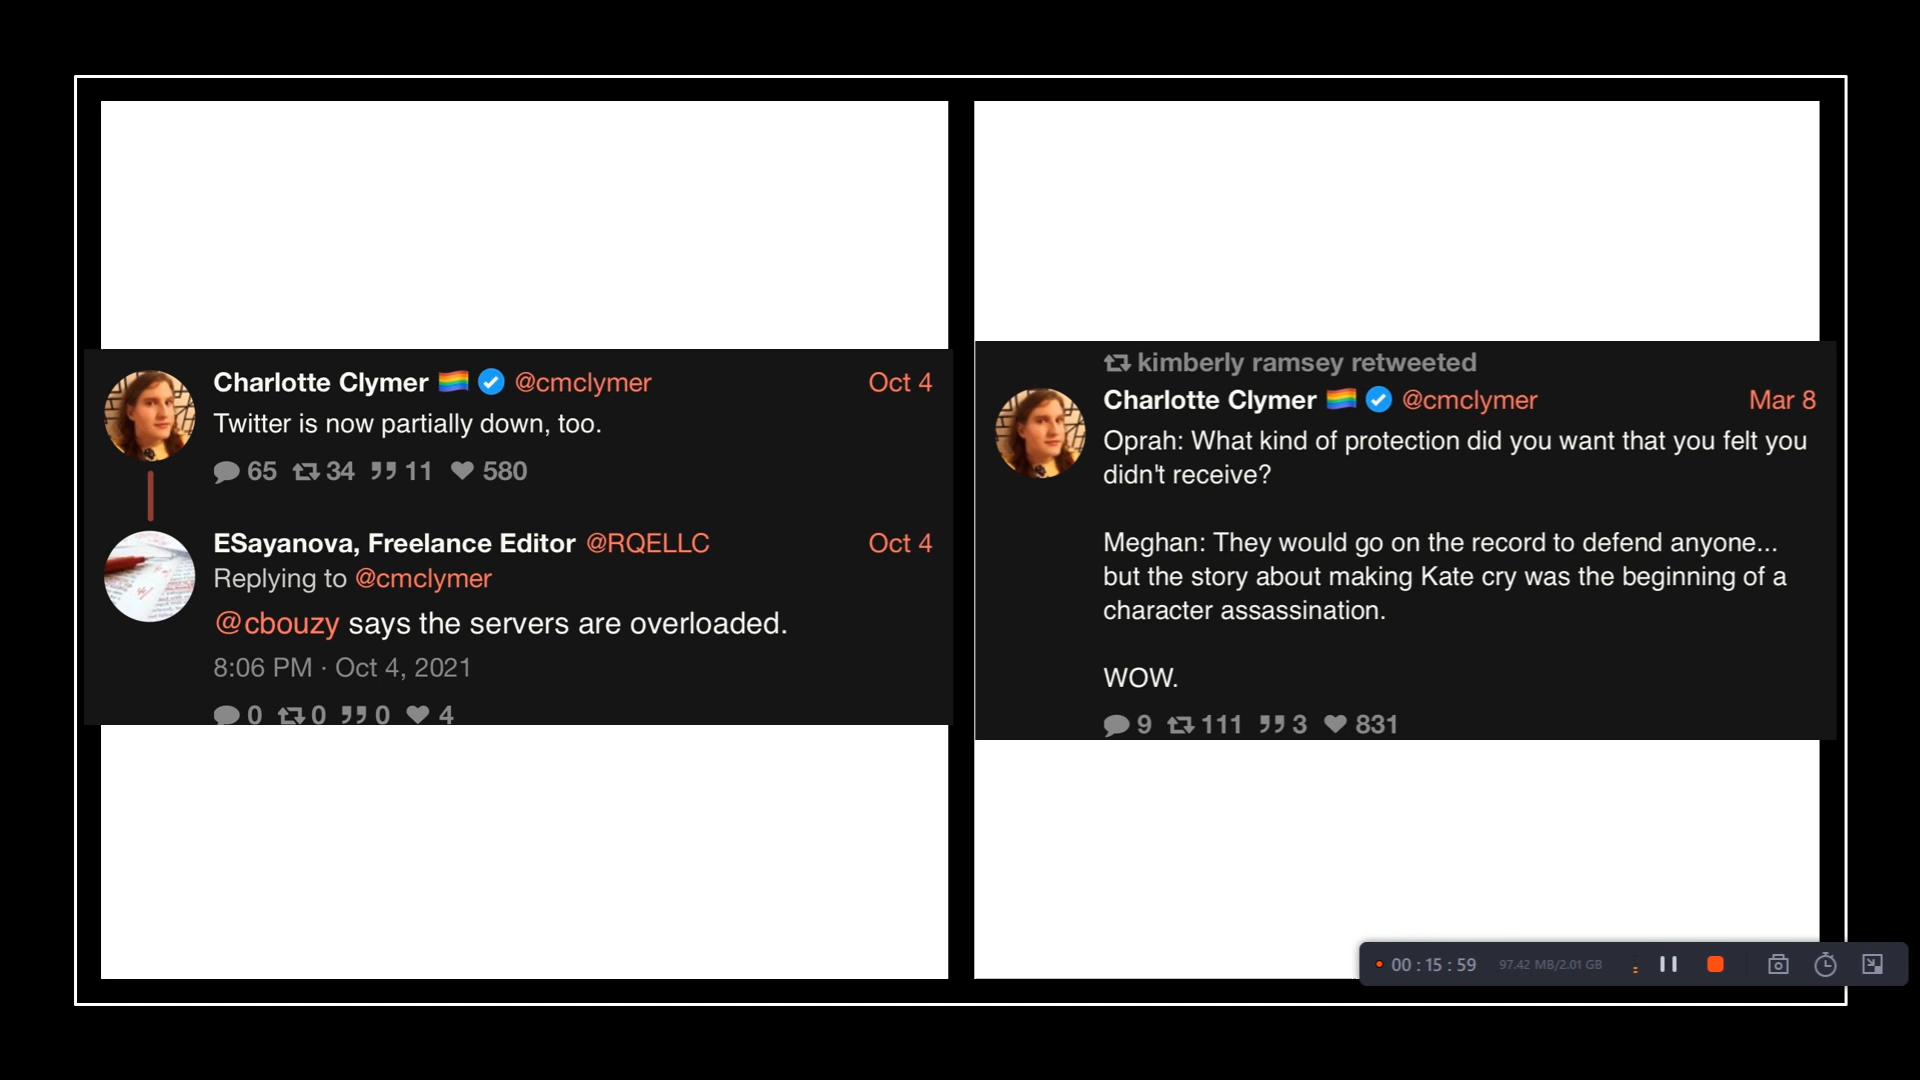 Charlotte Clymer 🏳️‍🌈 @cmclymer Oct 4
Twitter is now partially down, too.
65 34 11 580
ESayanova, Freelance Editor @RQELLC Oct 4
Replying to @cmclymer
@cbouzy says the servers are overloaded.
8:06 PM · Oct 4, 2021
0 0 0 4
kimberly ramsey retweeted
Charlotte Clymer 🏳️‍🌈 @cmclymer Mar 8
Oprah: What kind of protection did you want that you felt you
didn't receive?
Meghan: They would go on the record to defend anyone...
but the story about making Kate cry was the beginning of a
character assassination.
WOW.
9 111 3 831
00 : 15 : 59 97.42 MB/2.01 GB